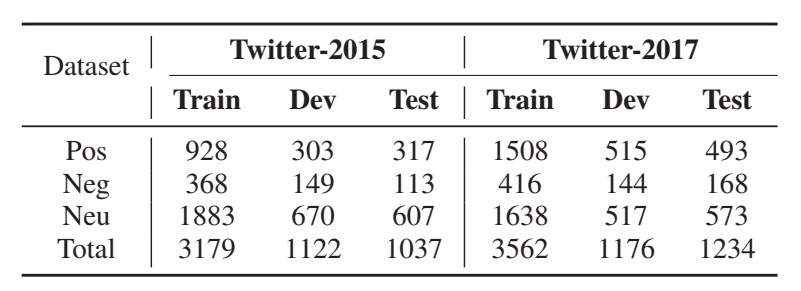 Dataset Twitter-2015 Twitter-2017
Train Dev Test Train Dev Test
Pos 928 303 317 1508 515 493
Neg 368 149 113 416 144 168
Neu 1883 670 607 1638 517 573
Total 3179 1122 1037 3562 1176 1234